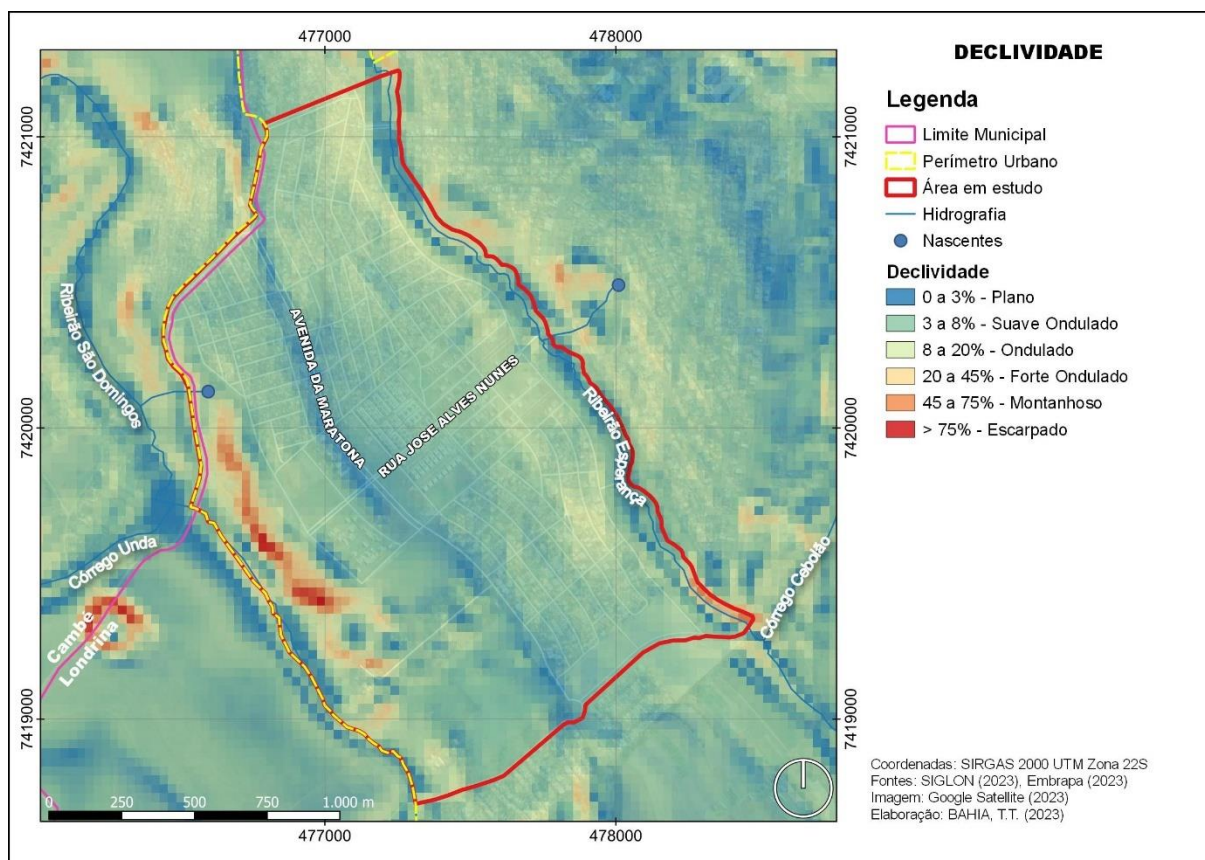 477000
478000
7421000
7420000
7419000
7421000
7420000
7419000
Ribeirão São Domingos
AVENIDA DA MARATONA
RUA JOSE ALVES NUNES
Ribeirão Esperança
Córrego Unda
Córrego Cebolão
Cambé
Londrina
0 250 500 750 1.000 m
477000
478000
DECLIVIDADE
Legenda
Limite Municipal
Perímetro Urbano
Área em estudo
Hidrografia
Nascentes
Declividade
0 a 3% - Plano
3 a 8% - Suave Ondulado
8 a 20% - Ondulado
20 a 45% - Forte Ondulado
45 a 75% - Montanhoso
> 75% - Escarpado
Coordenadas: SIRGAS 2000 UTM Zona 22S
Fontes: SIGLON (2023), Embrapa (2023)
Imagem: Google Satellite (2023)
Elaboração: BAHIA, T.T. (2023)